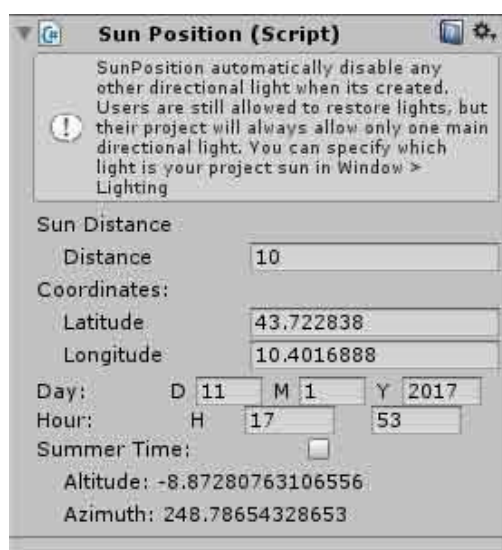 Sun Position (Script)
SunPosition automatically disable any
other directional light when its created.
Users are still allowed to restore lights, but
their project will always allow only one main
directional light. You can specify which
light is your project sun in Window >
Lighting
Sun Distance
Distance 10
Coordinates:
Latitude 43.722838
Longitude 10.4016888
Day: D 11 M 1 Y 2017
Hour: H 17 53
Summer Time:
Altitude: -8.87280763106556
Azimuth: 248.78654328653